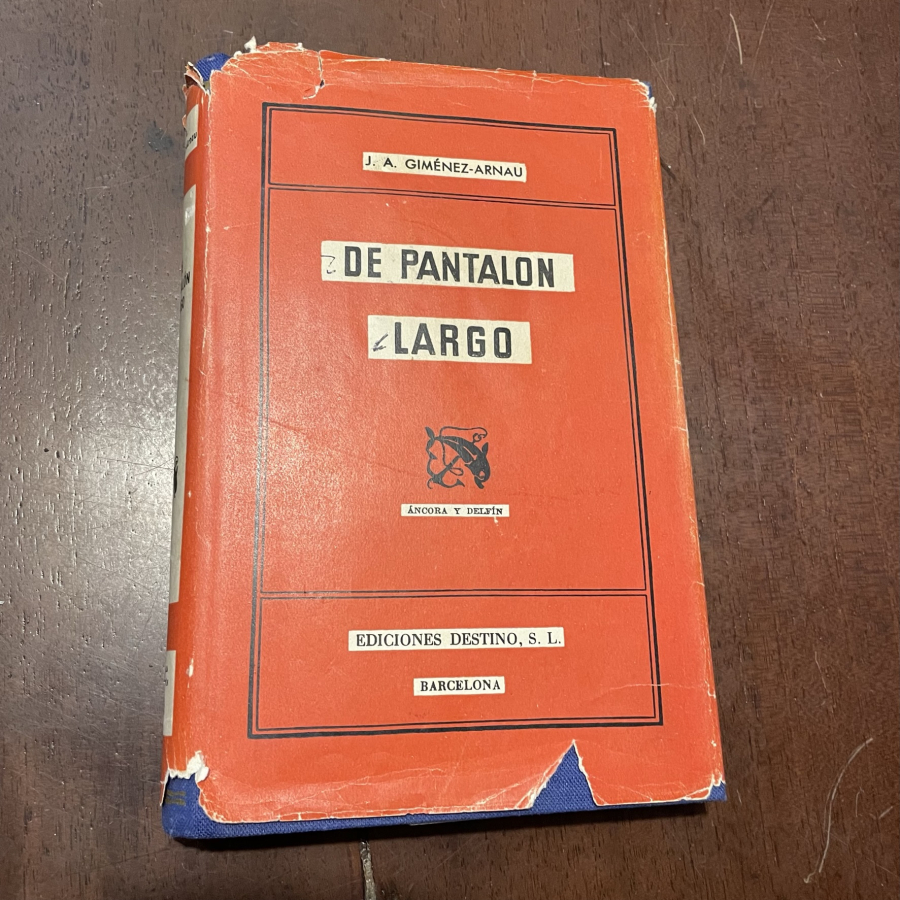 J. A. GIMÉNEZ-ARNAU
DE PANTALON
LARGO
ÁNCORA Y DELFÍN
EDICIONES DESTINO, S. L.
BARCELONA